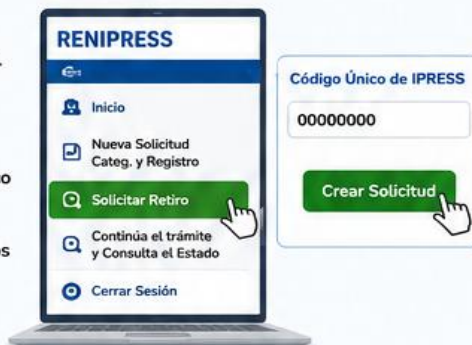 RENIPRESS
Inicio
Nueva Solicitud
Categ. y Registro
Solicitar Retiro
Continúa el trámite
y Consulta el Estado
Cerrar Sesión
Código Único de IPRESS
00000000
Crear Solicitud